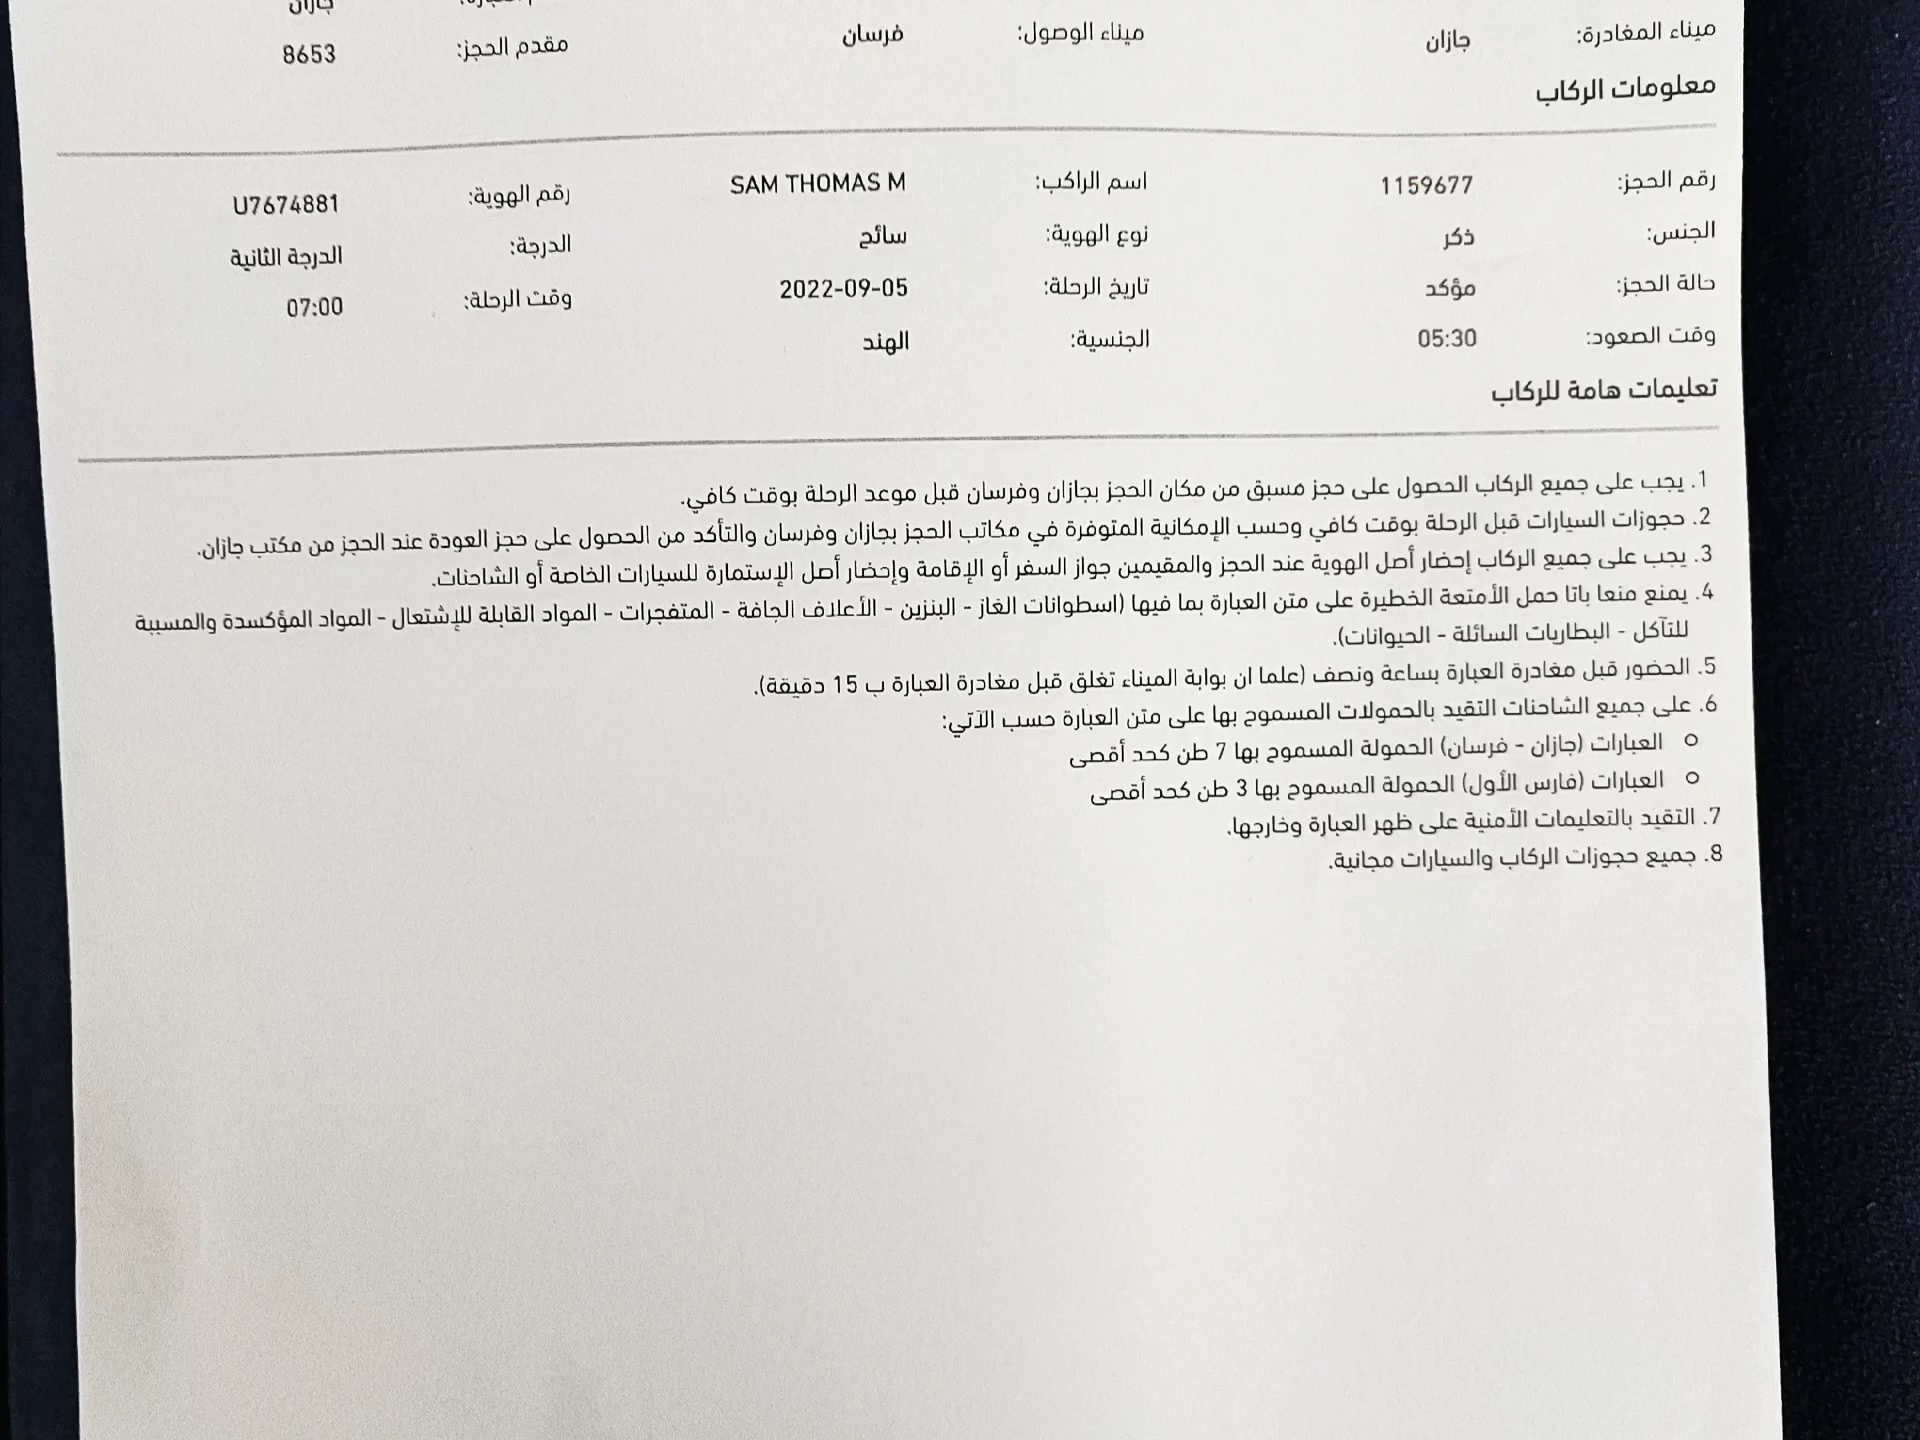 جازان
ميناء المغادرة: جازان ميناء الوصول: فرسان مقدم الحجز: 8653
معلومات الركاب
رقم الحجز: 1159677 اسم الراكب: SAM THOMAS M رقم الهوية: U7674881
الجنس: ذكر نوع الهوية: سائح الدرجة: الدرجة الثانية
حالة الحجز: مؤكد تاريخ الرحلة: 2022-09-05 وقت الرحلة: 07:00
وقت الصعود: 05:30 الجنسية: الهند
تعليمات هامة للركاب
1. يجب على جميع الركاب الحصول على حجز مسبق من مكان الحجز بجازان وفرسان قبل موعد الرحلة بوقت كافي.
2. حجوزات السيارات قبل الرحلة بوقت كافي وحسب الإمكانية المتوفرة في مكاتب الحجز بجازان وفرسان والتأكد من الحصول على حجز العودة عند الحجز من مكتب جازان.
3. يجب على جميع الركاب إحضار أصل الهوية عند الحجز والمقيمين جواز السفر أو الإقامة وإحضار أصل الإستمارة للسيارات الخاصة أو الشاحنات.
4. يمنع منعا باتا حمل الأمتعة الخطيرة على متن العبارة بما فيها (اسطوانات الغاز - البنزين - الأعلاف الجافة - المتفجرات - المواد القابلة للإشتعال - المواد المؤكسدة والمسببة
للتآكل - البطاريات السائلة - الحيوانات).
5. الحضور قبل مغادرة العبارة بساعة ونصف (علما ان بوابة الميناء تغلق قبل مغادرة العبارة ب 15 دقيقة).
6. على جميع الشاحنات التقيد بالحمولات المسموح بها على متن العبارة حسب الآتي:
○ العبارات (جازان - فرسان) الحمولة المسموح بها 7 طن كحد أقصى
○ العبارات (فارس الأول) الحمولة المسموح بها 3 طن كحد أقصى
7. التقيد بالتعليمات الأمنية على ظهر العبارة وخارجها.
8. جميع حجوزات الركاب والسيارات مجانية.